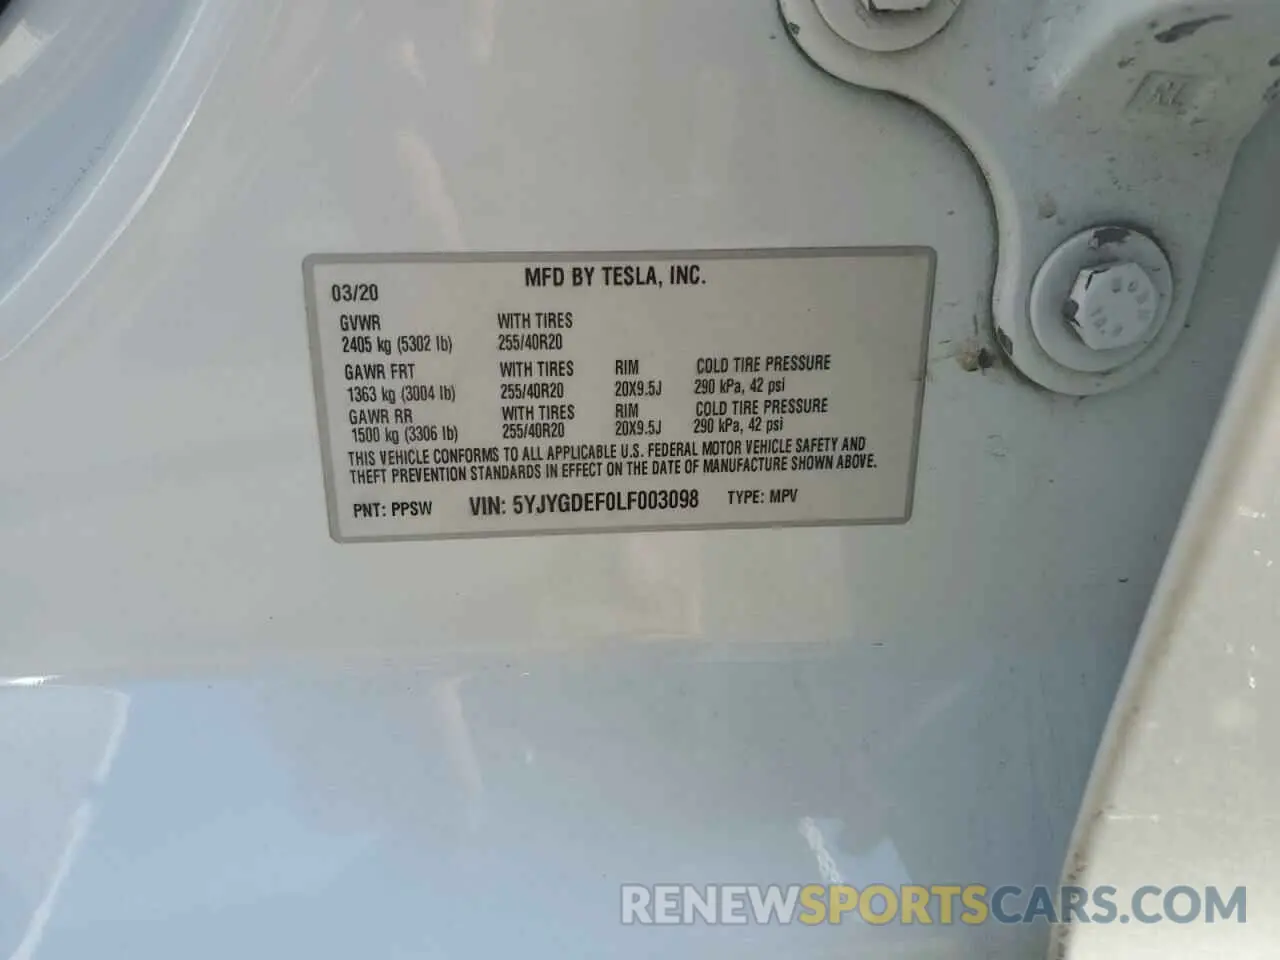 MFD BY TESLA, INC.
03/20
GVWR WITH TIRES
2405 kg (5302 lb) 255/40R20
GAWR FRT WITH TIRES RIM COLD TIRE PRESSURE
1363 kg (3004 lb) 255/40R20 20X9.5J 290 kPa, 42 psi
GAWR RR WITH TIRES RIM COLD TIRE PRESSURE
1500 kg (3306 lb) 255/40R20 20X9.5J 290 kPa, 42 psi
THIS VEHICLE CONFORMS TO ALL APPLICABLE U.S. FEDERAL MOTOR VEHICLE SAFETY AND
THEFT PREVENTION STANDARDS IN EFFECT ON THE DATE OF MANUFACTURE SHOWN ABOVE.
PNT: PPSW VIN: 5YJYGDEF0LF003098 TYPE: MPV
RENEWSPORTSCARS.COM